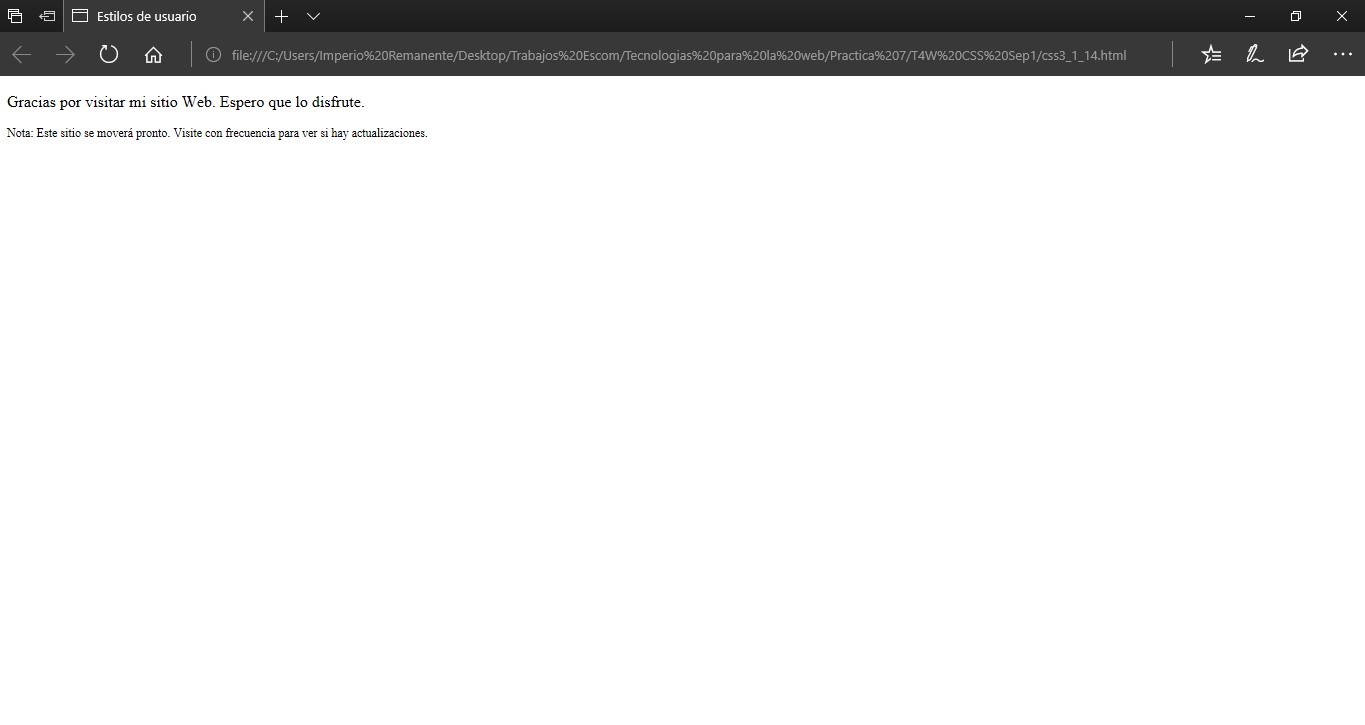 Estilos de usuario
file:///C:/Users/Imperio%20Remanente/Desktop/Trabajos%20Escom/Tecnologias%20para%20la%20web/Practica%207/T4W%20CSS%20Sep1/css3_1_14.html
Gracias por visitar mi sitio Web. Espero que lo disfrute.
Nota: Este sitio se moverá pronto. Visite con frecuencia para ver si hay actualizaciones.